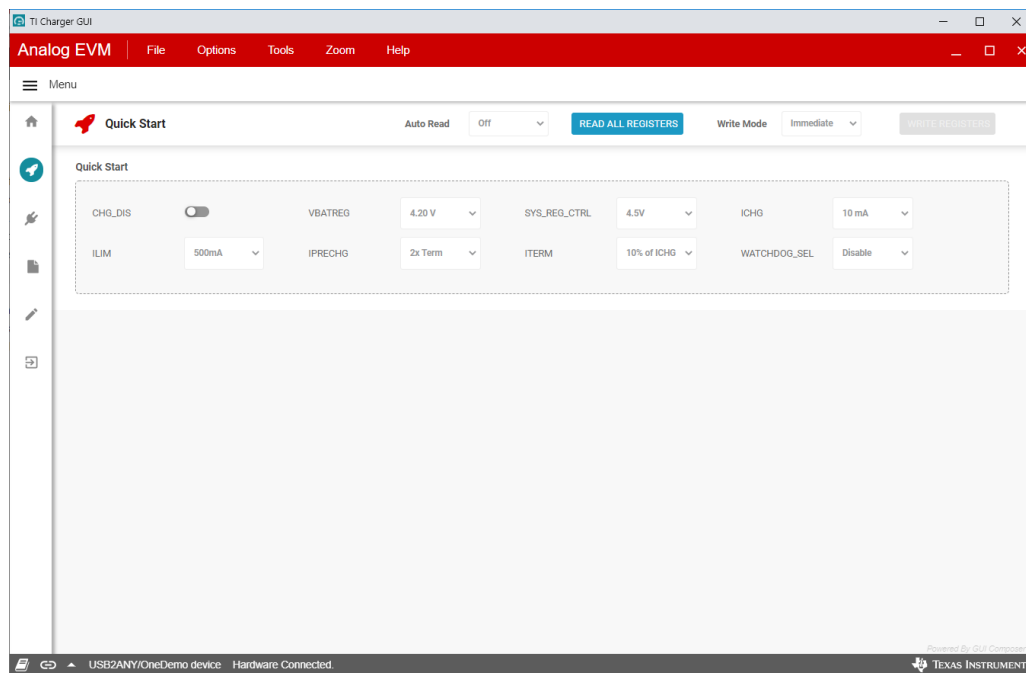 TI Charger GUI
Analog EVM File Options Tools Zoom Help
Menu
Quick Start Auto Read Off READ ALL REGISTERS Write Mode Immediate WRITE REGISTERS
Quick Start
CHG_DIS VBATREG 4.20 V SYS_REG_CTRL 4.5V ICHG 10 mA
ILIM 500mA IPRECHG 2x Term ITERM 10% of ICHG WATCHDOG_SEL Disable
Powered By GUI Composer
USB2ANY/OneDemo device Hardware Connected. TEXAS INSTRUMENT